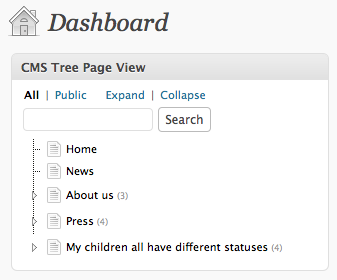 Dashboard
CMS Tree Page View
All | Public Expand | Collapse
Search
Home
News
About us (3)
Press (4)
My children all have different statuses (4)